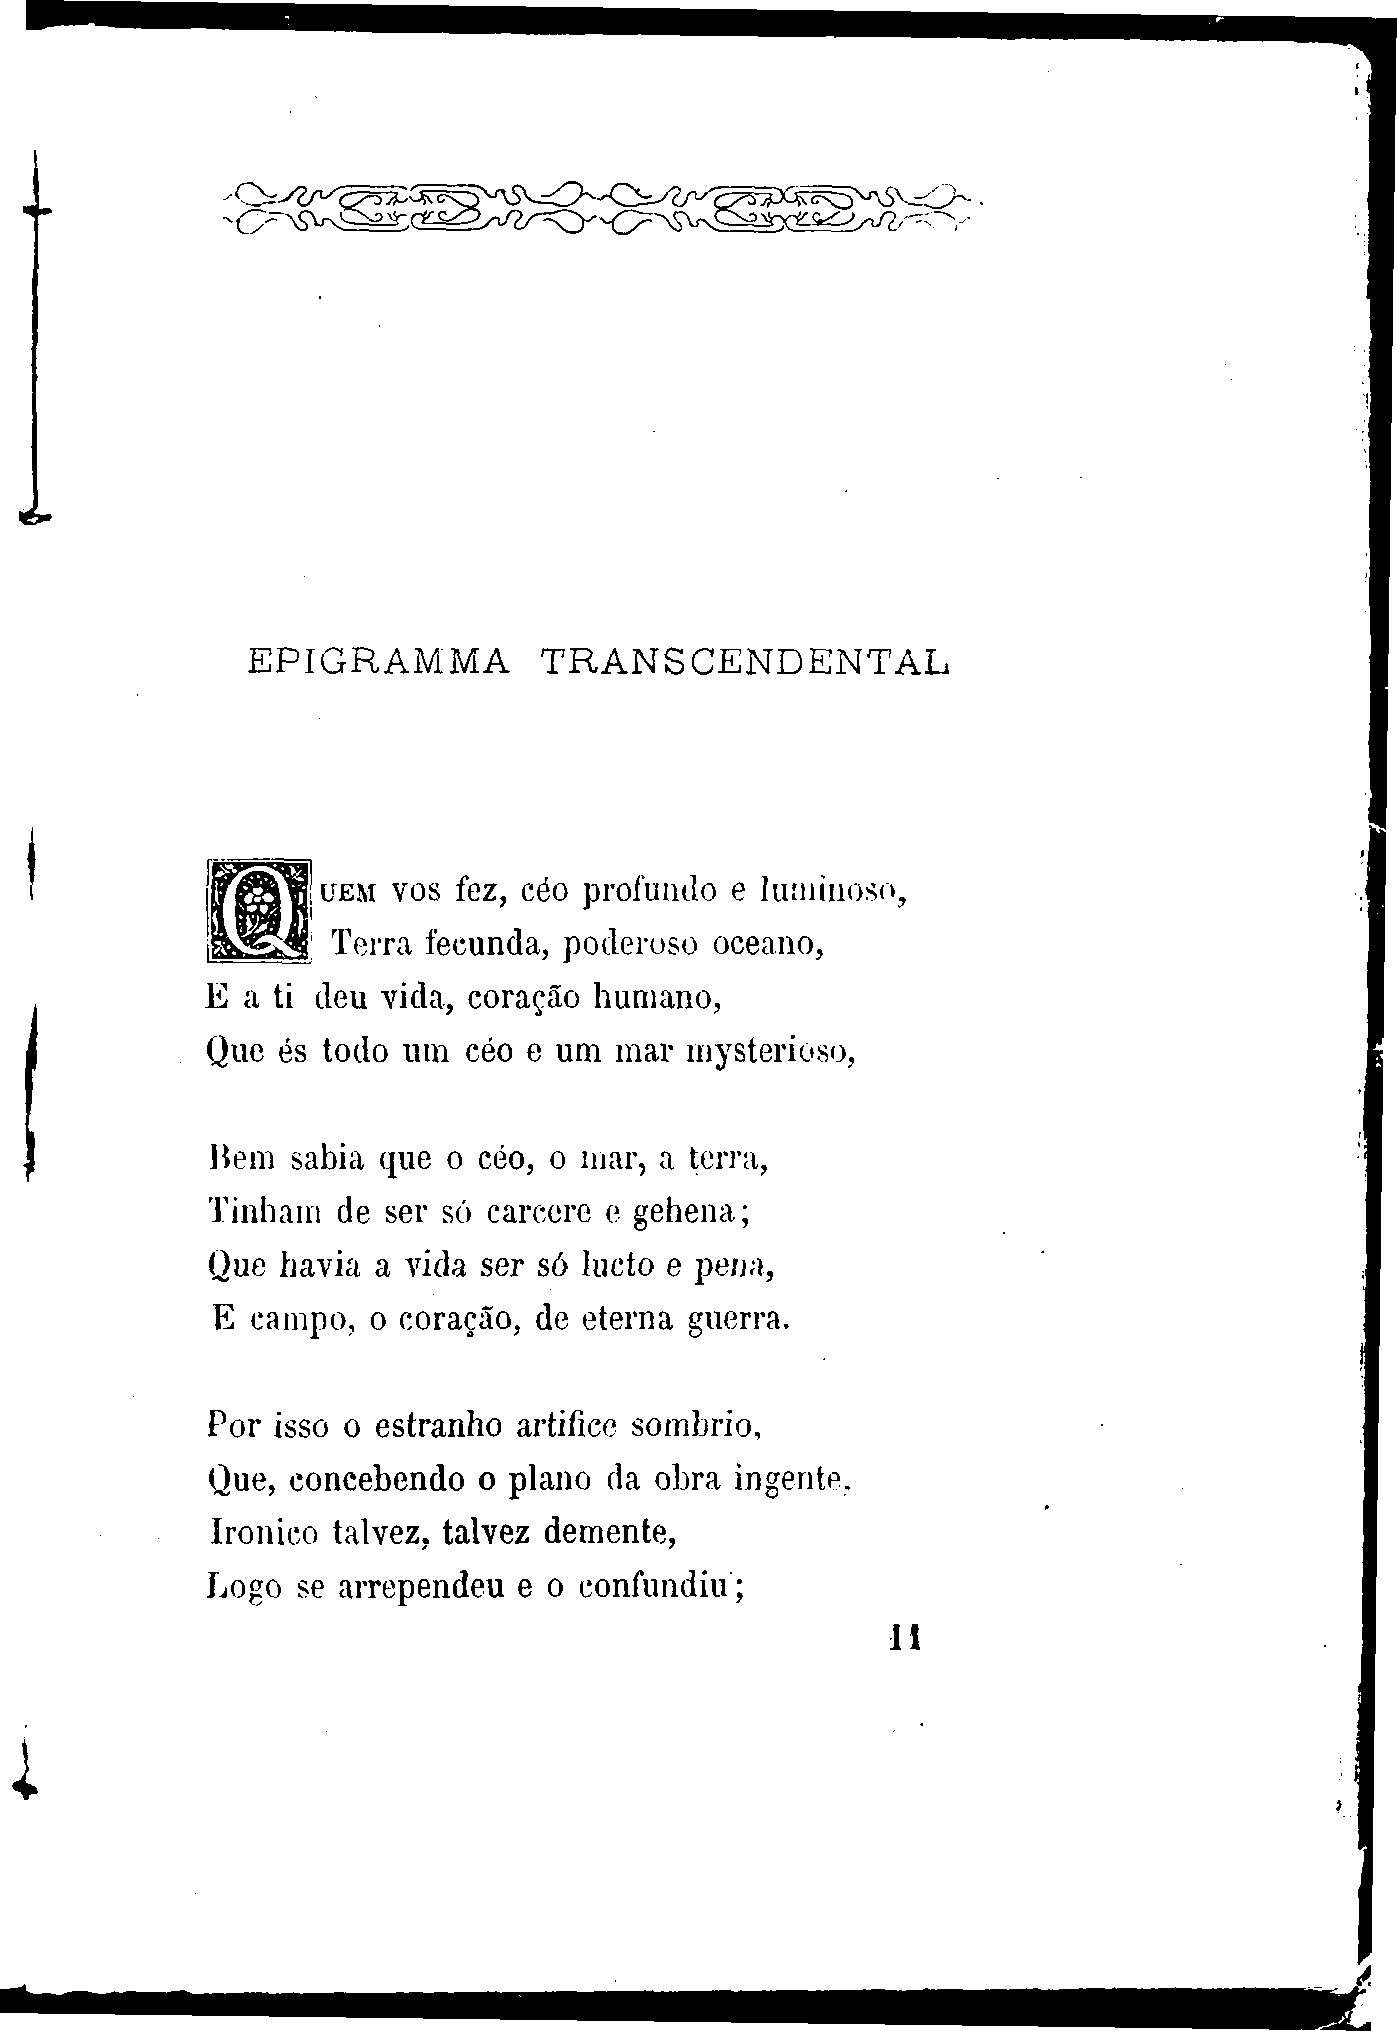 EPIGRAMMA TRANSCENDENTAL
QUEM vos fez, céo profundo e luminoso,
Terra fecunda, poderoso oceano,
E a ti deu vida, coração humano,
Que és todo um céo e um mar mysterioso,
Bem sabia que o céo, o mar, a terra,
Tinham de ser só carcere e gehena;
Que havia a vida ser só lucto e pena,
E campo, o coração, de eterna guerra.
Por isso o estranho artifice sombrio,
Que, concebendo o plano da obra ingente,
Ironico talvez, talvez demente,
Logo se arrependeu e o confundiu;
11